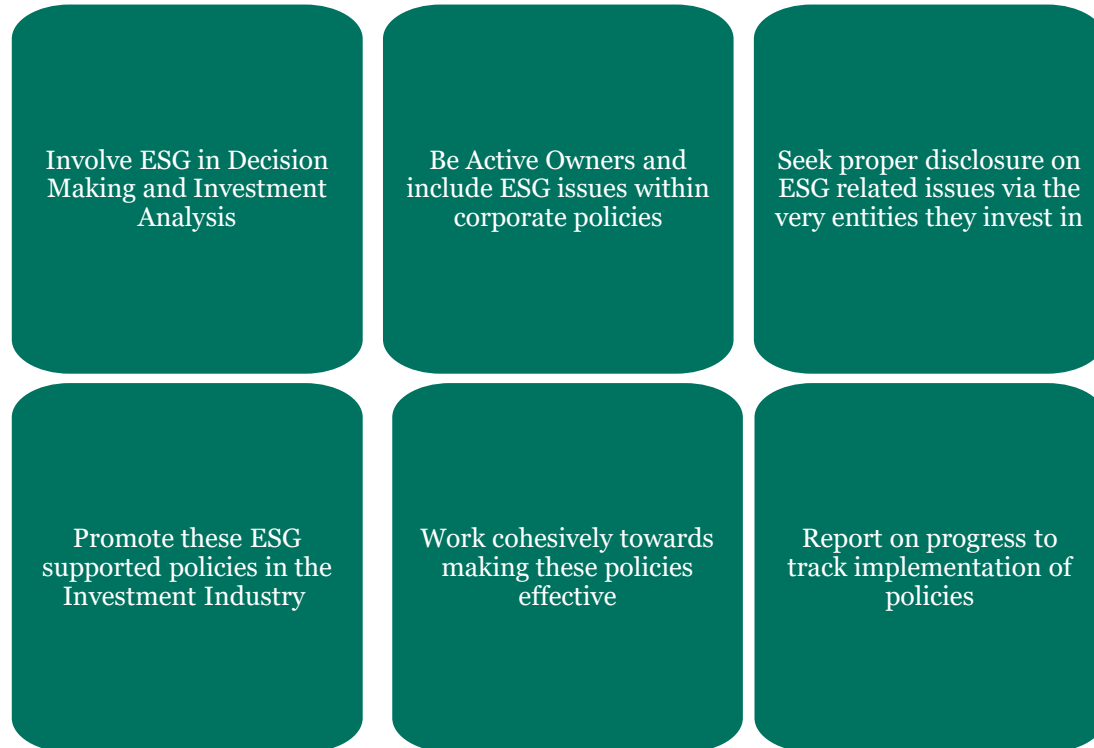 Involve ESG in Decision
Making and Investment
Analysis
Be Active Owners and
include ESG issues within
corporate policies
Seek proper disclosure on
ESG related issues via the
very entities they invest in
Promote these ESG
supported policies in the
Investment Industry
Work cohesively towards
making these policies
effective
Report on progress to
track implementation of
policies